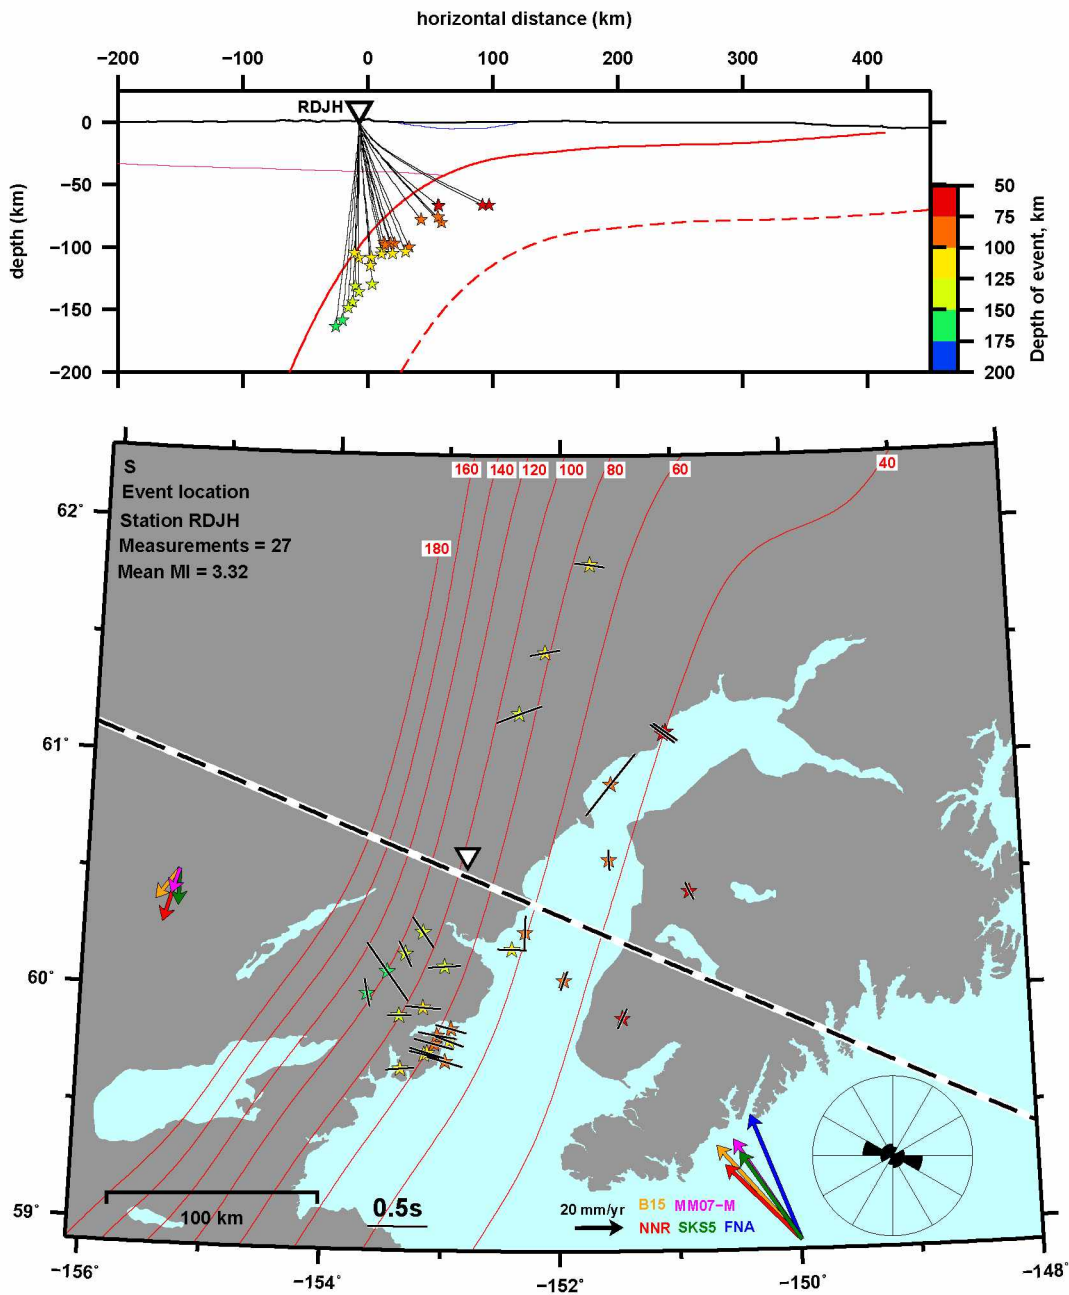 horizontal distance (km)
−200 −100 0 100 200 300 400
RDJH
0
−50
−100
−150
−200
depth (km)
50
75
100
125
150
175
200
Depth of event, km
S
Event location
Station RDJH
Measurements = 27
Mean MI = 3.32
180
160 140 120 100 80 60 40
62°
61°
60°
59°
100 km
0.5s
20 mm/yr
B15 MM07−M
NNR SKS5 FNA
−156° −154° −152° −150° −148°